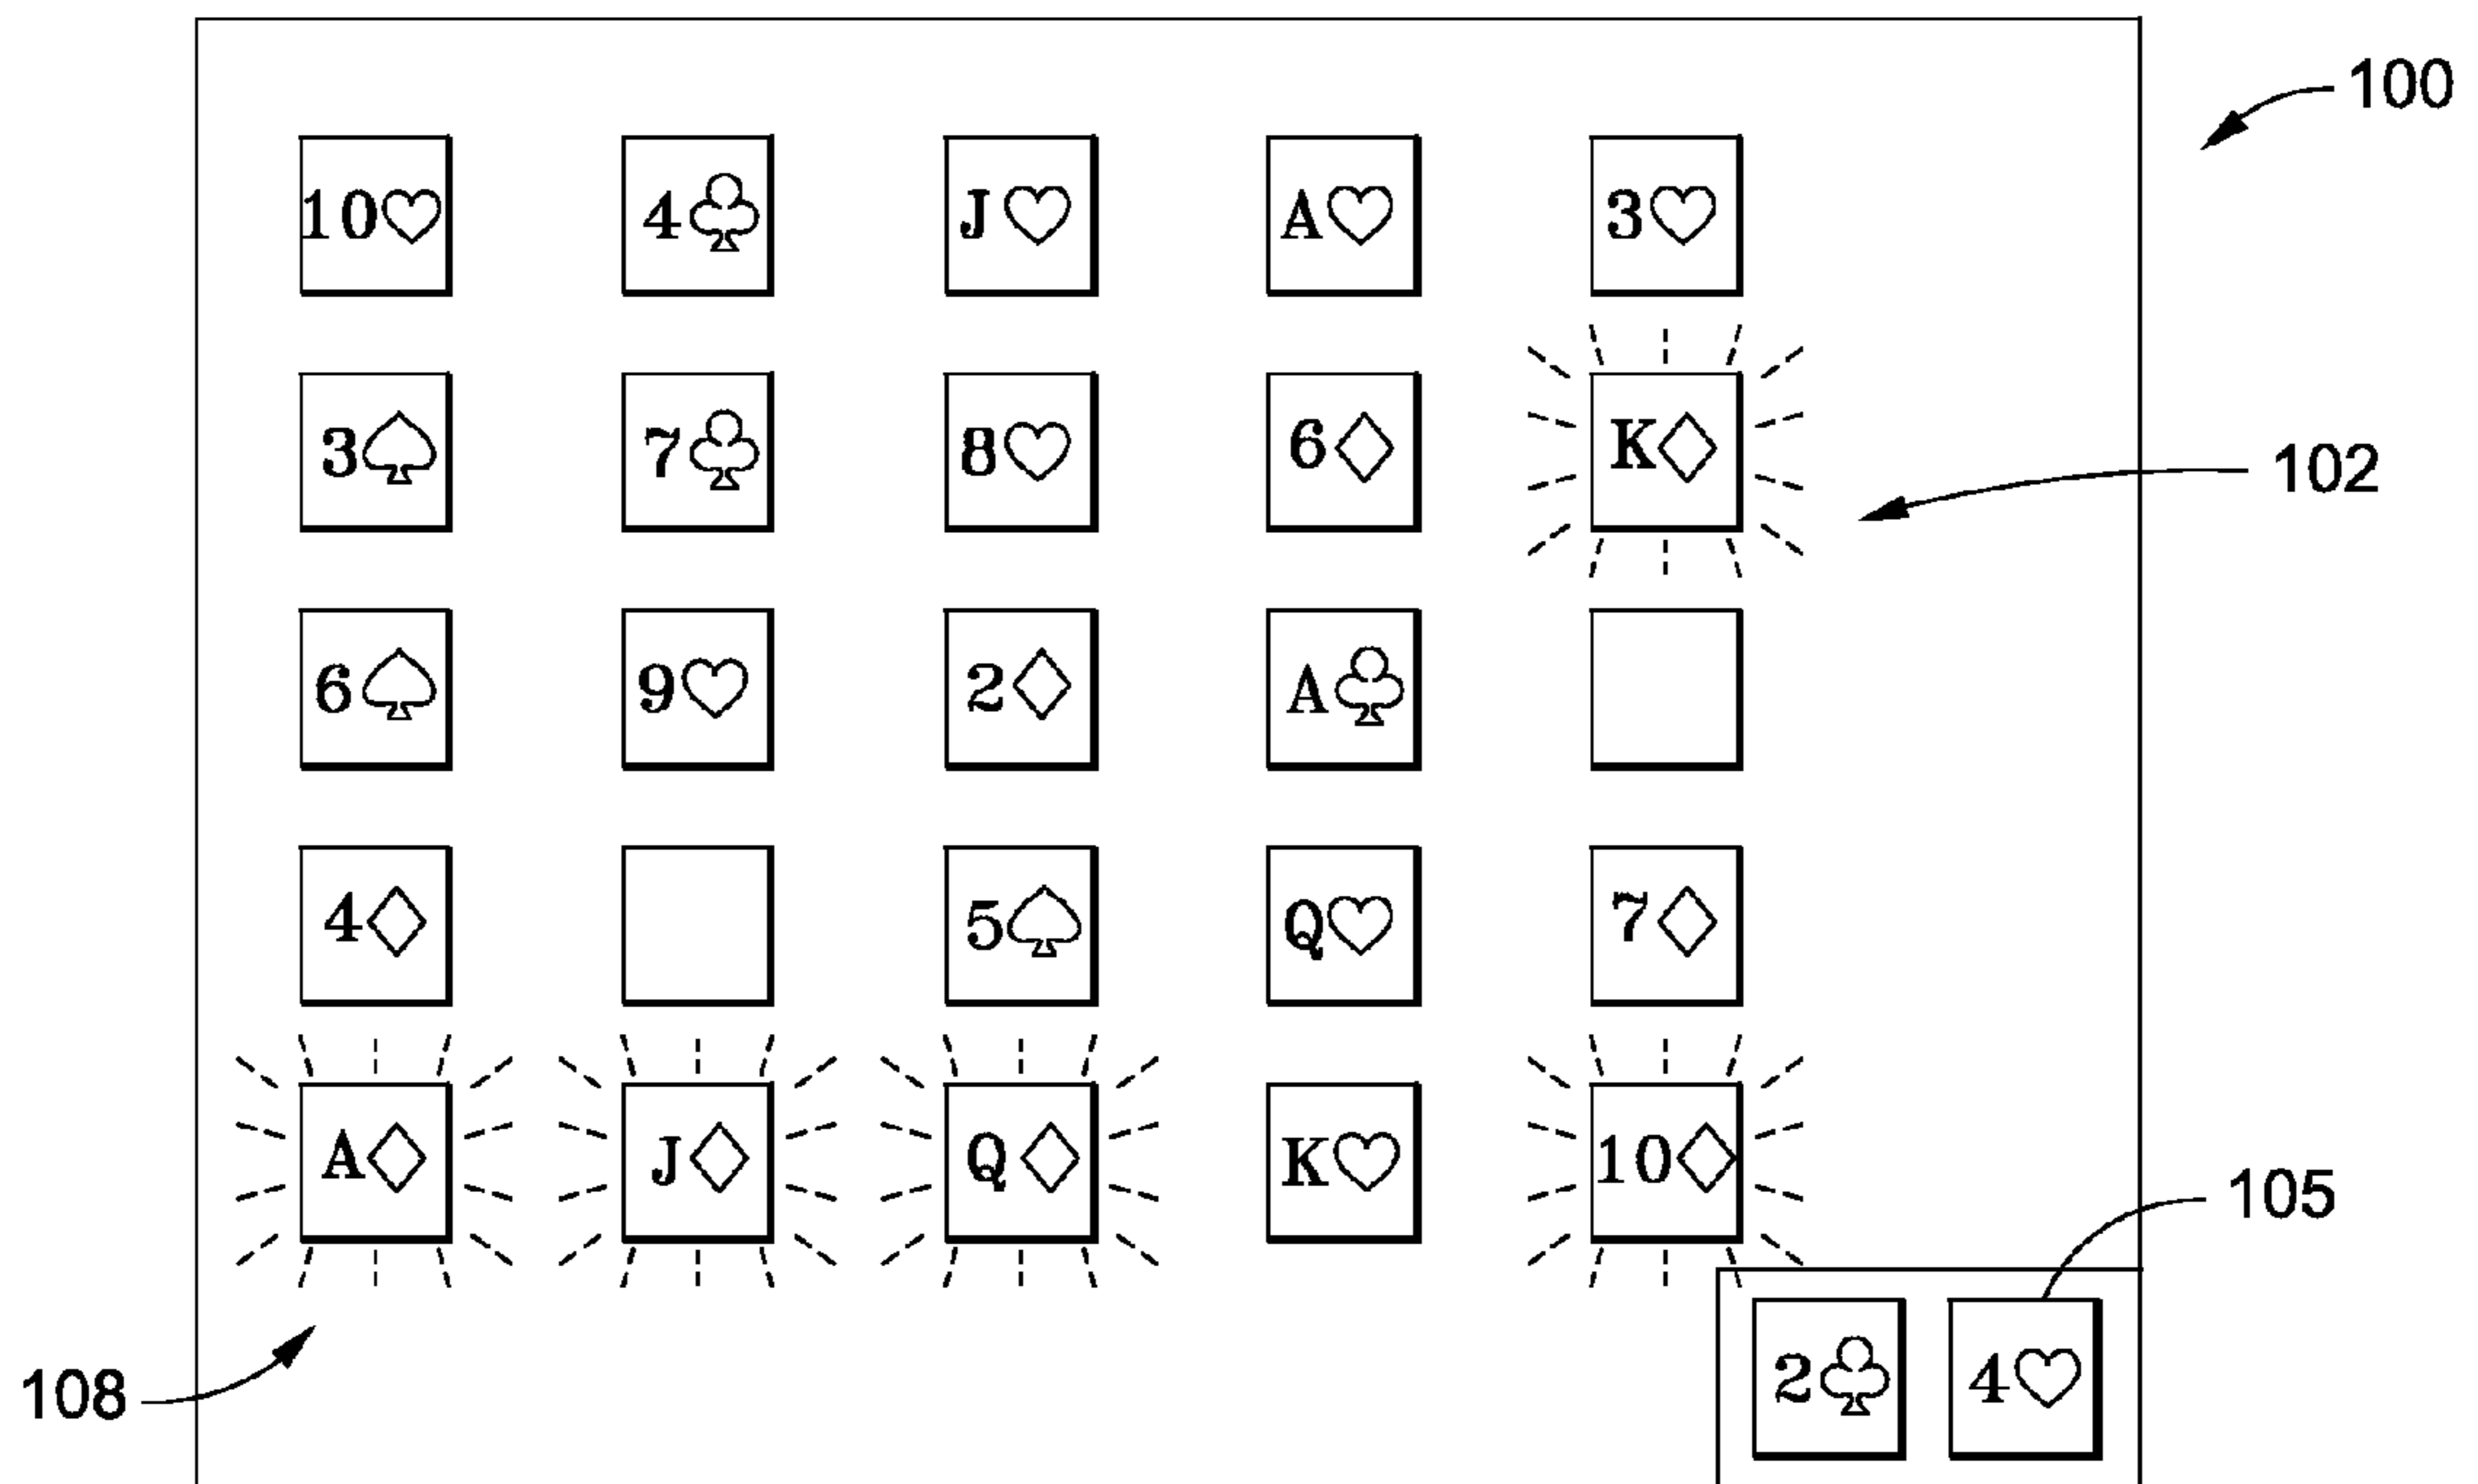 100
10♡ 4♧ J♡ A♡ 3♡
3♤ 7♧ 8♡ 6♢ K♢
102
6♤ 9♡ 2♢ A♧
4♢ 5♤ Q♡ 7♢
A♢ J♢ Q♢ K♡ 10♢
105
108
2♧ 4♡